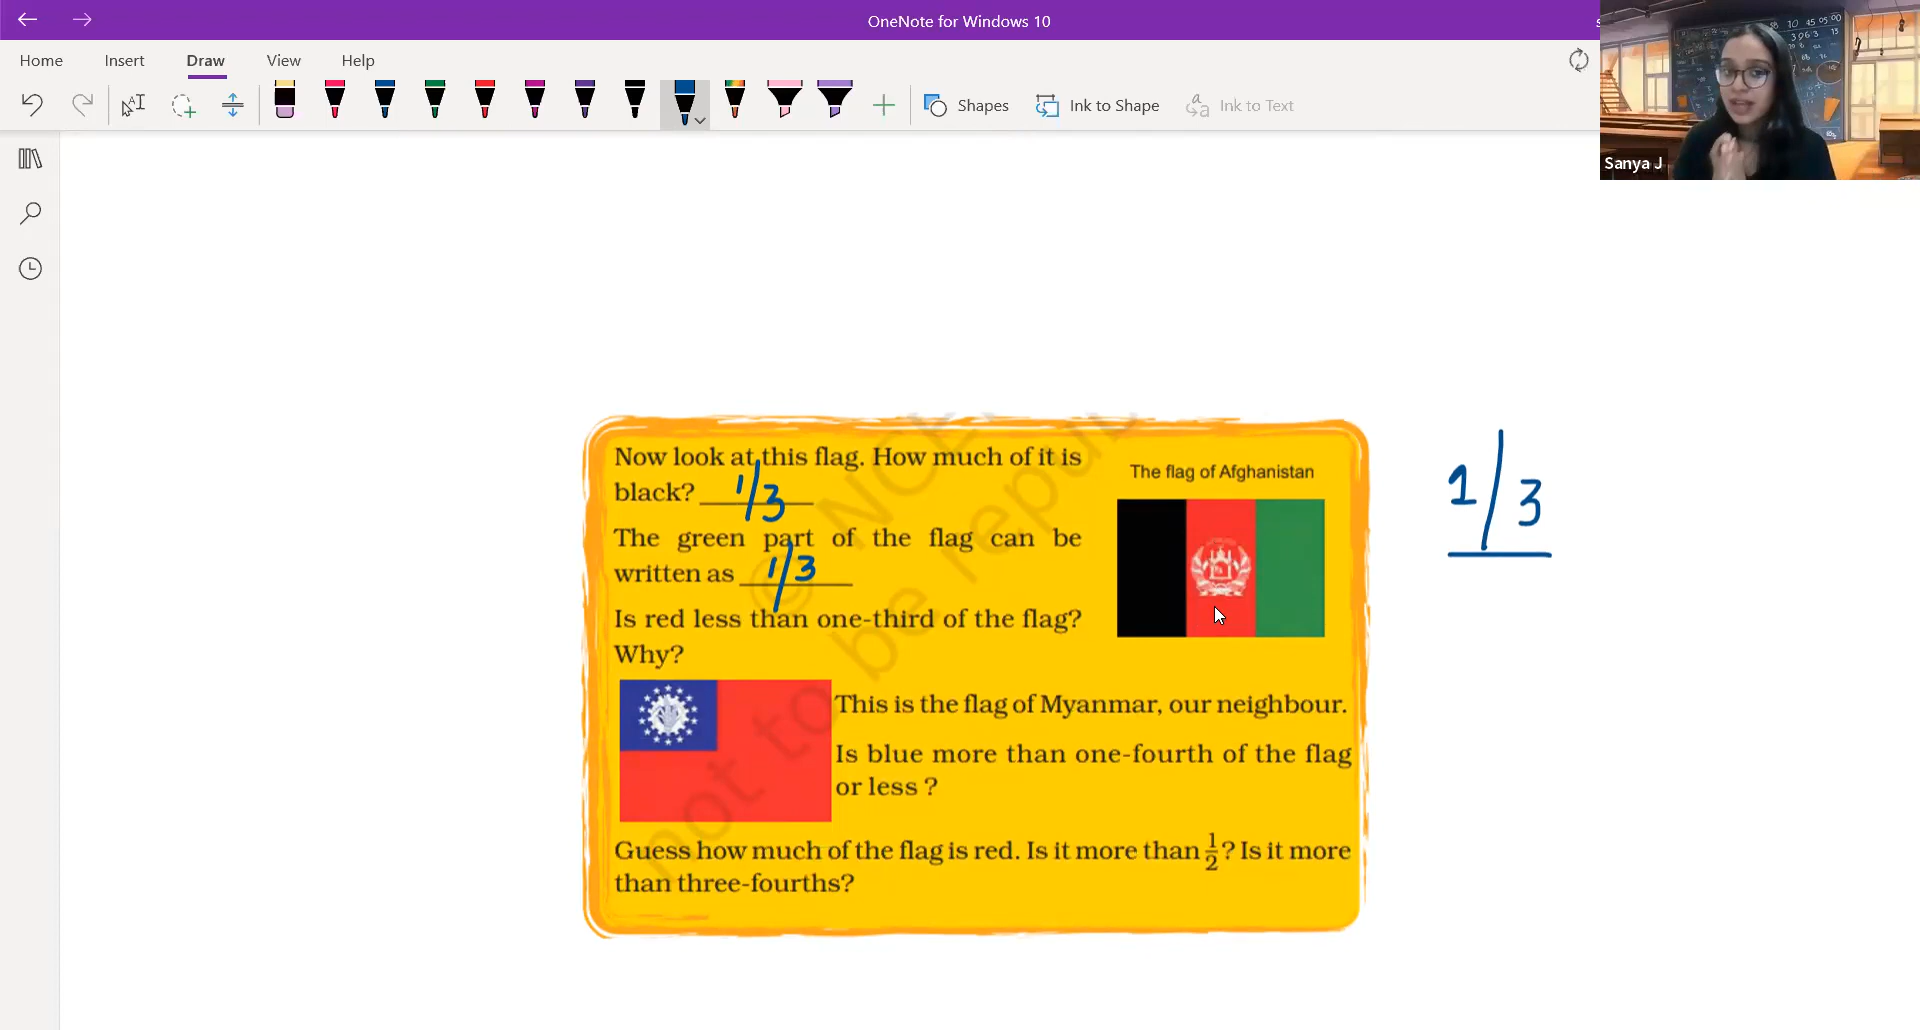 OneNote for Windows 10
Home Insert Draw View Help
Shapes Ink to Shape Ink to Text
Sanya J
Now look at this flag. How much of it is
black? 1/3
The green part of the flag can be
written as 1/3
Is red less than one-third of the flag?
Why?
The flag of Afghanistan
1/3
This is the flag of Myanmar, our neighbour.
Is blue more than one-fourth of the flag
or less ?
Guess how much of the flag is red. Is it more than 1/2? Is it more
than three-fourths?
not to be republ